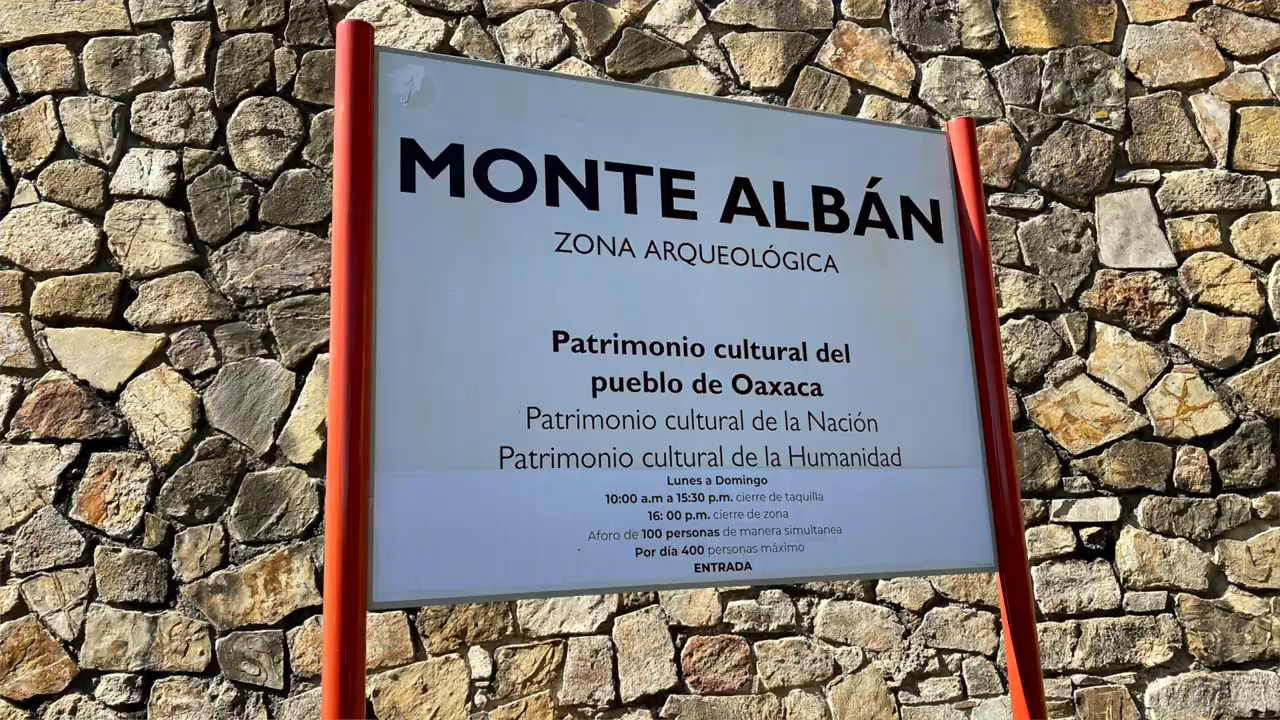 MONTE ALBÁN
ZONA ARQUEOLÓGICA
Patrimonio cultural del
pueblo de Oaxaca
Patrimonio cultural de la Nación
Patrimonio cultural de la Humanidad
Lunes a Domingo
10:00 a.m a 15:30 p.m. cierre de taquilla
16: 00 p.m. cierre de zona
Aforo de 100 personas de manera simultanea
Por día 400 personas máximo
ENTRADA